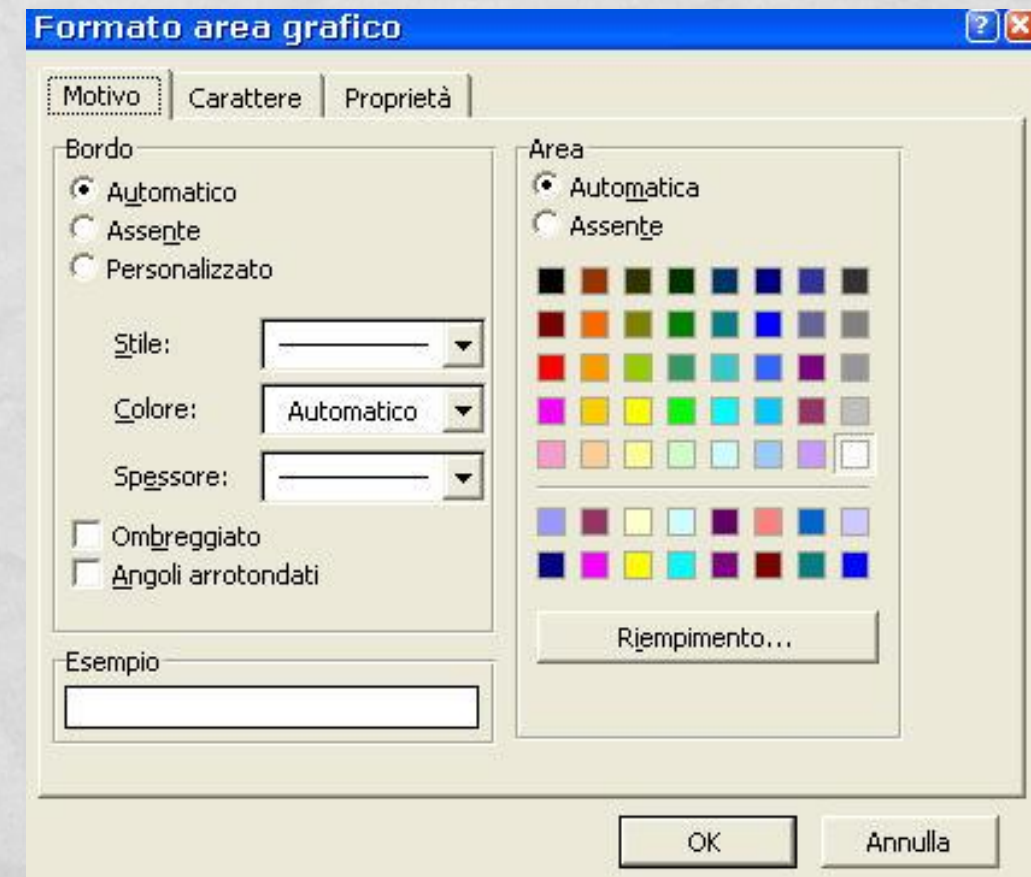 Formato area grafico
Motivo Carattere Proprietà
Bordo
Automatico
Assente
Personalizzato
Stile:
Colore: Automatico
Spessore:
Ombreggiato
Angoli arrotondati
Esempio
Area
Automatica
Assente
Riempimento...
OK Annulla